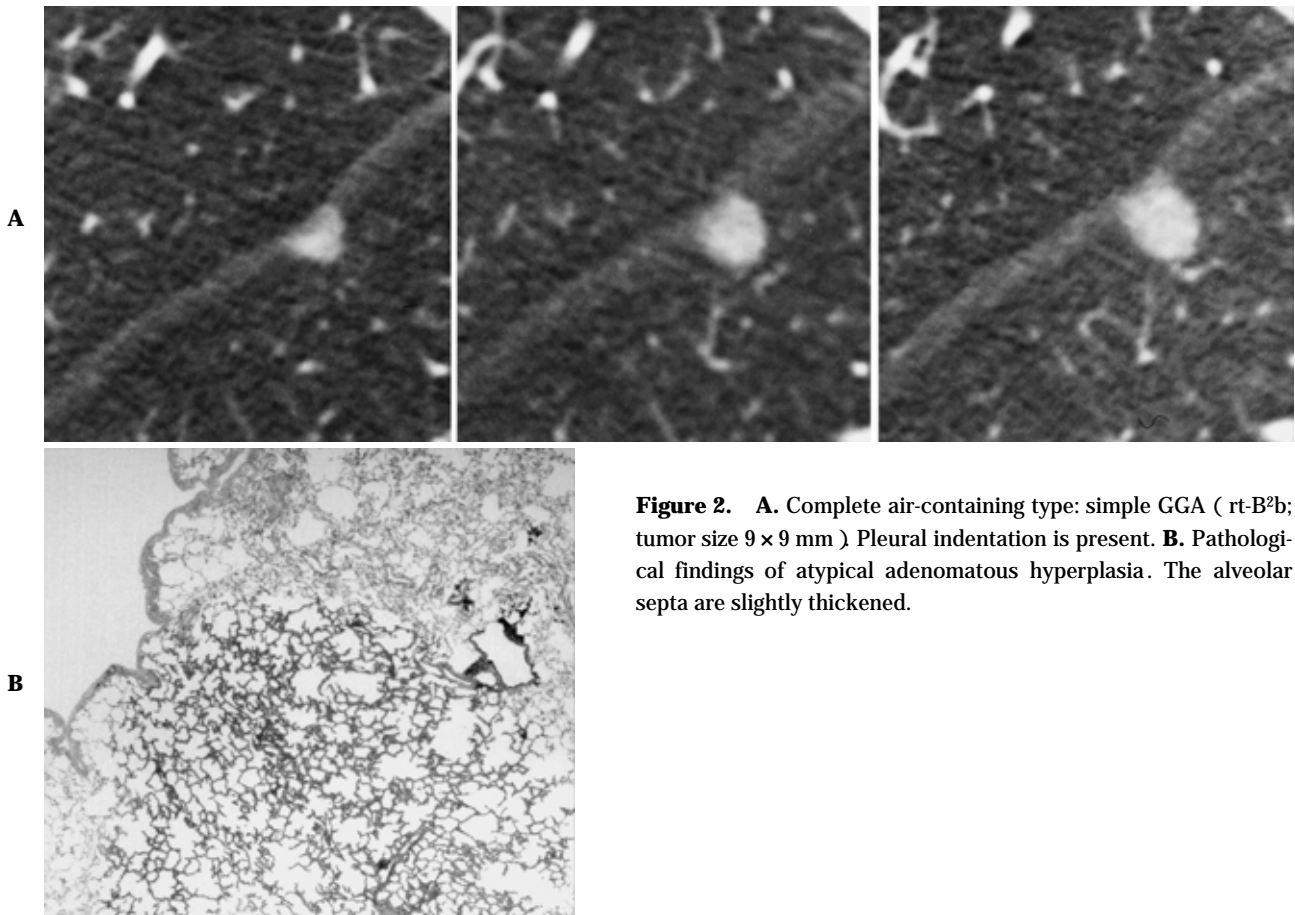 A
B
Figure 2. A. Complete air-containing type: simple GGA ( rt-B²b;
tumor size 9 × 9 mm ) Pleural indentation is present. B. Pathologi-
cal findings of atypical adenomatous hyperplasia. The alveolar
septa are slightly thickened.